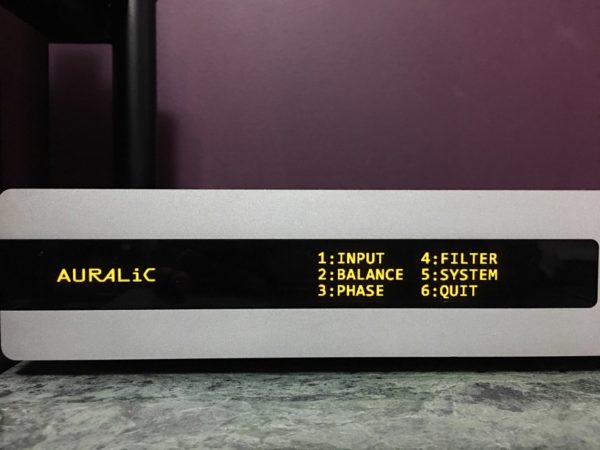 AURALiC
1:INPUT 4:FILTER
2:BALANCE 5:SYSTEM
3:PHASE 6:QUIT